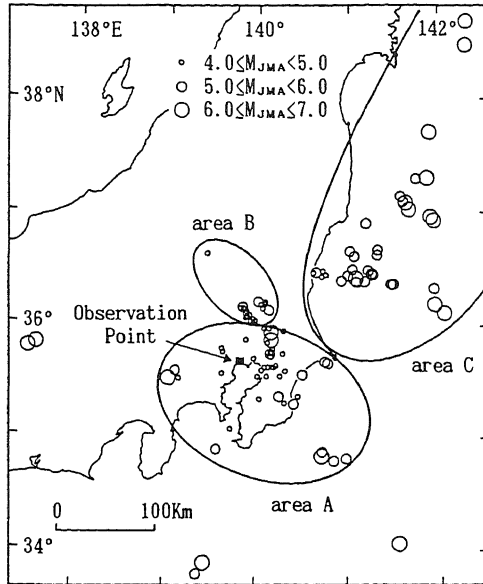 138°E
140°
142°
4.0≤MJMA<5.0
5.0≤MJMA<6.0
6.0≤MJMA≤7.0
38°N
area B
Observation
Point
36°
area C
area A
0
100Km
34°